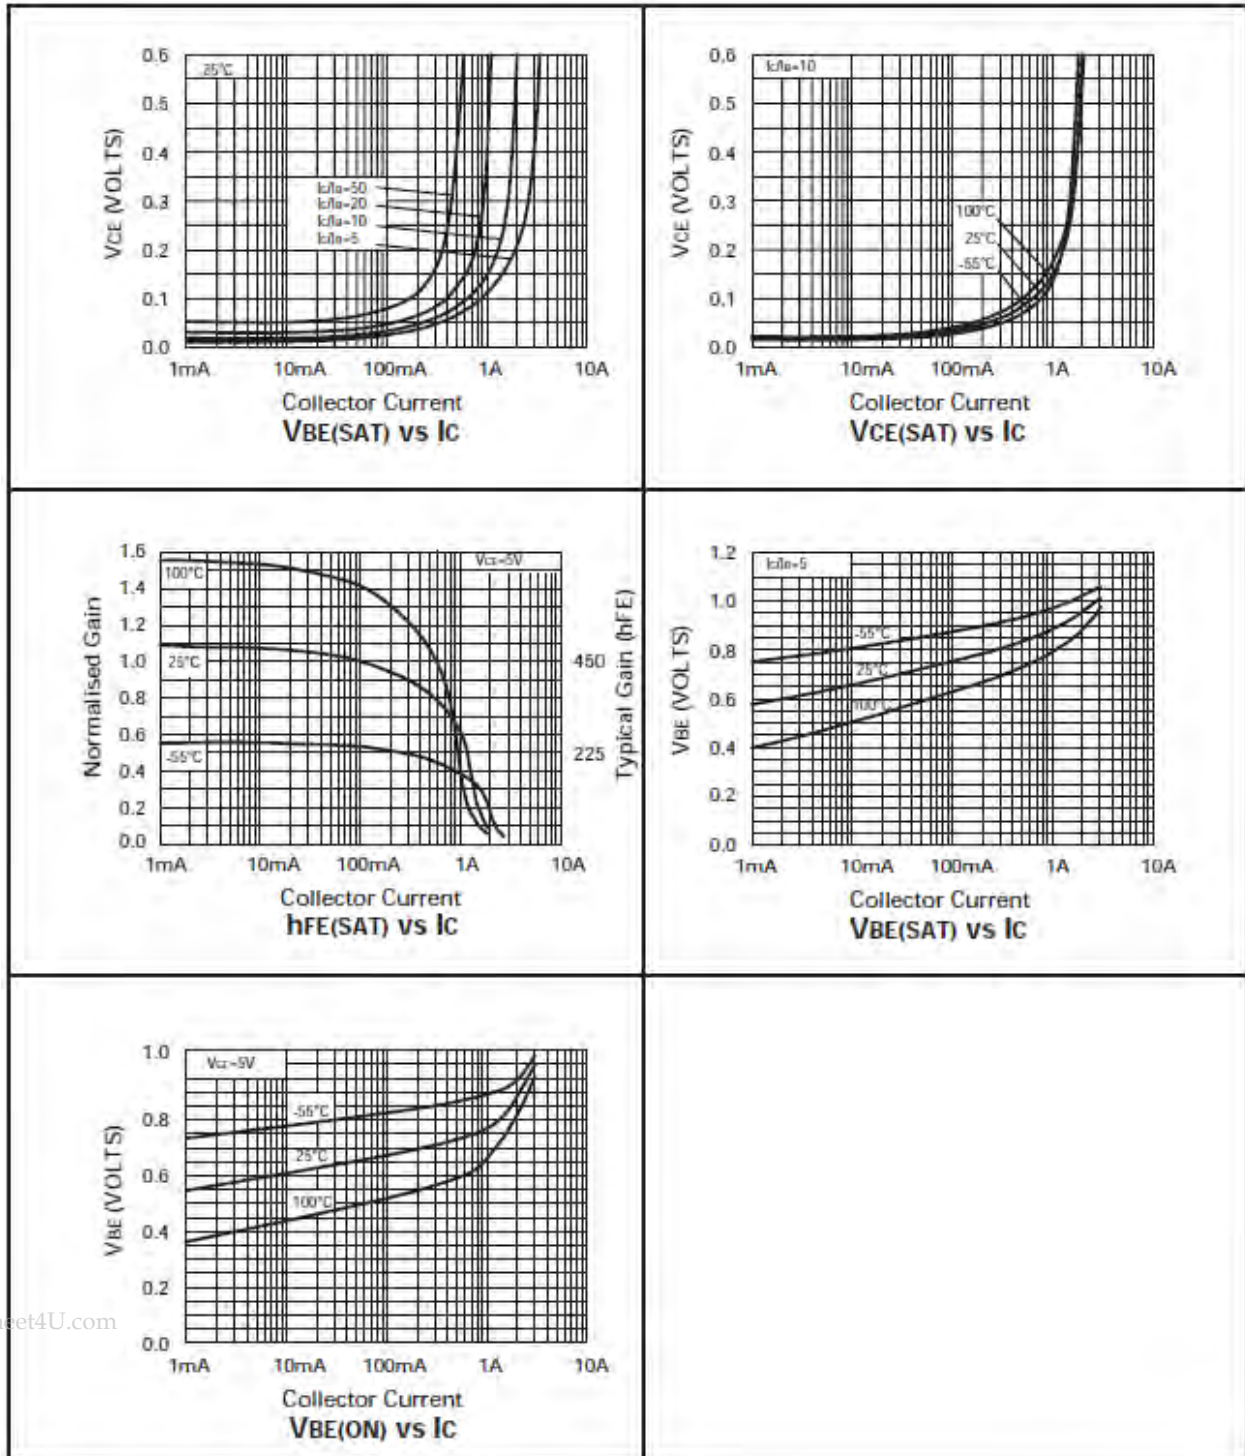 0.6
0.5
0.4
0.3
0.2
0.1
0.0
VCE (VOLTS)
25°C
IC/IB=50
IC/IB=20
IC/IB=10
IC/IB=5
1mA 10mA 100mA 1A 10A
Collector Current
VBE(SAT) vs IC
0.6
0.5
0.4
0.3
0.2
0.1
0.0
VCE (VOLTS)
IC/IB=10
100°C
25°C
-55°C
1mA 10mA 100mA 1A 10A
Collector Current
VCE(SAT) vs IC
1.6
1.4
1.2
1.0
0.8
0.6
0.4
0.2
0.0
Normalised Gain
VCE=5V
100°C
25°C
-55°C
450
225
Typical Gain (hFE)
1mA 10mA 100mA 1A 10A
Collector Current
hFE(SAT) vs IC
1.2
1.0
0.8
0.6
0.4
0.2
0.0
VBE (VOLTS)
IC/IB=5
-55°C
25°C
100°C
1mA 10mA 100mA 1A 10A
Collector Current
VBE(SAT) vs IC
1.0
0.8
0.6
0.4
0.2
0.0
VBE (VOLTS)
VCE=5V
-55°C
25°C
100°C
1mA 10mA 100mA 1A 10A
Collector Current
VBE(ON) vs IC
eet4U.com